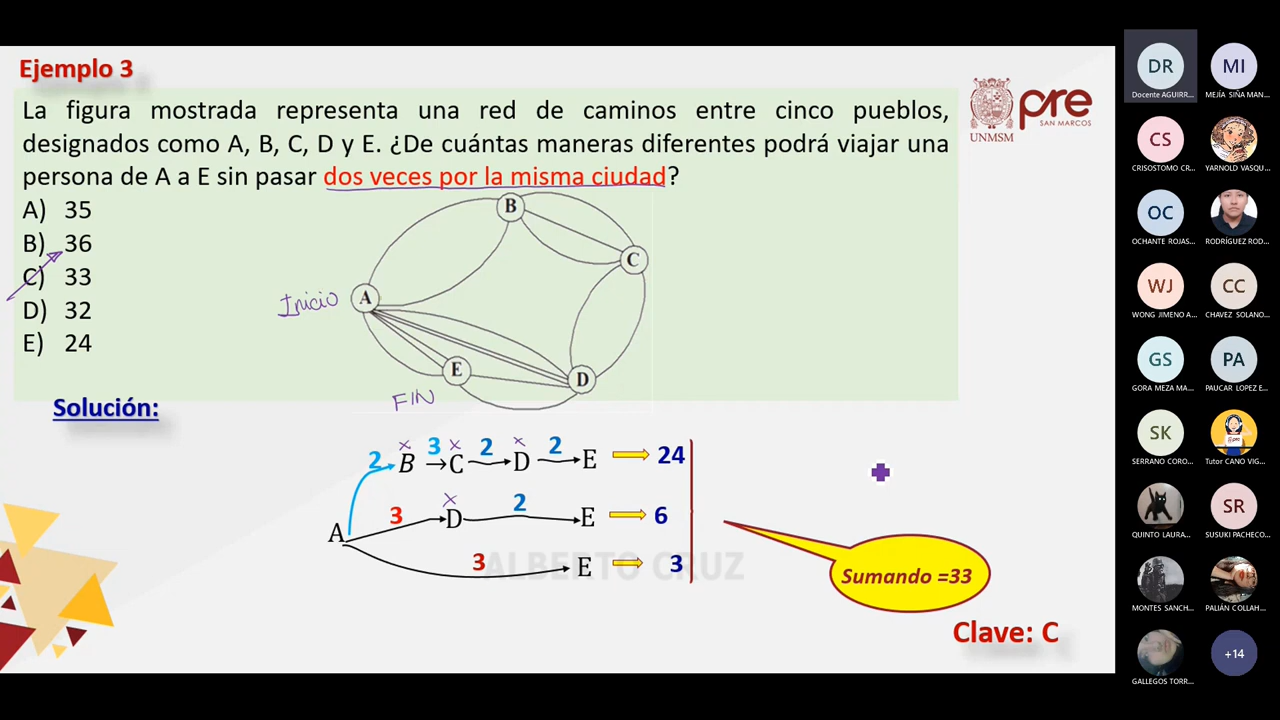 Ejemplo 3
La figura mostrada representa una red de caminos entre cinco pueblos,
designados como A, B, C, D y E. ¿De cuántas maneras diferentes podrá viajar una
persona de A a E sin pasar dos veces por la misma ciudad?
A) 35
B) 36
C) 33
D) 32
E) 24
UNMSM
pre
SAN MARCOS
B
C
Inicio
A
E
D
FIN
Solución:
x x x
2 B 3 C 2 D 2 E 24
x
A 3 D 2 E 6
3 E 3
ALBERTO CRUZ
Sumando =33
Clave: C
DR
Docente AGUIRR...
MI
MEJÍA SIÑA MAN...
CS
CRISOSTOMO CR...
YARNOLD VASQU...
OC
OCHANTE ROJAS...
RODRÍGUEZ ROD...
WJ
WONG JIMENO A...
CC
CHAVEZ SOLANO...
GS
GORA MEZA MA...
PA
PAUCAR LOPEZ E...
SK
SERRANO CORO...
Tutor CANO VIG...
QUINTO LAURA...
SR
SUSUKI PACHECO...
MONTES SANCH...
PALIÁN COLLAH...
GALLEGOS TORR...
+14